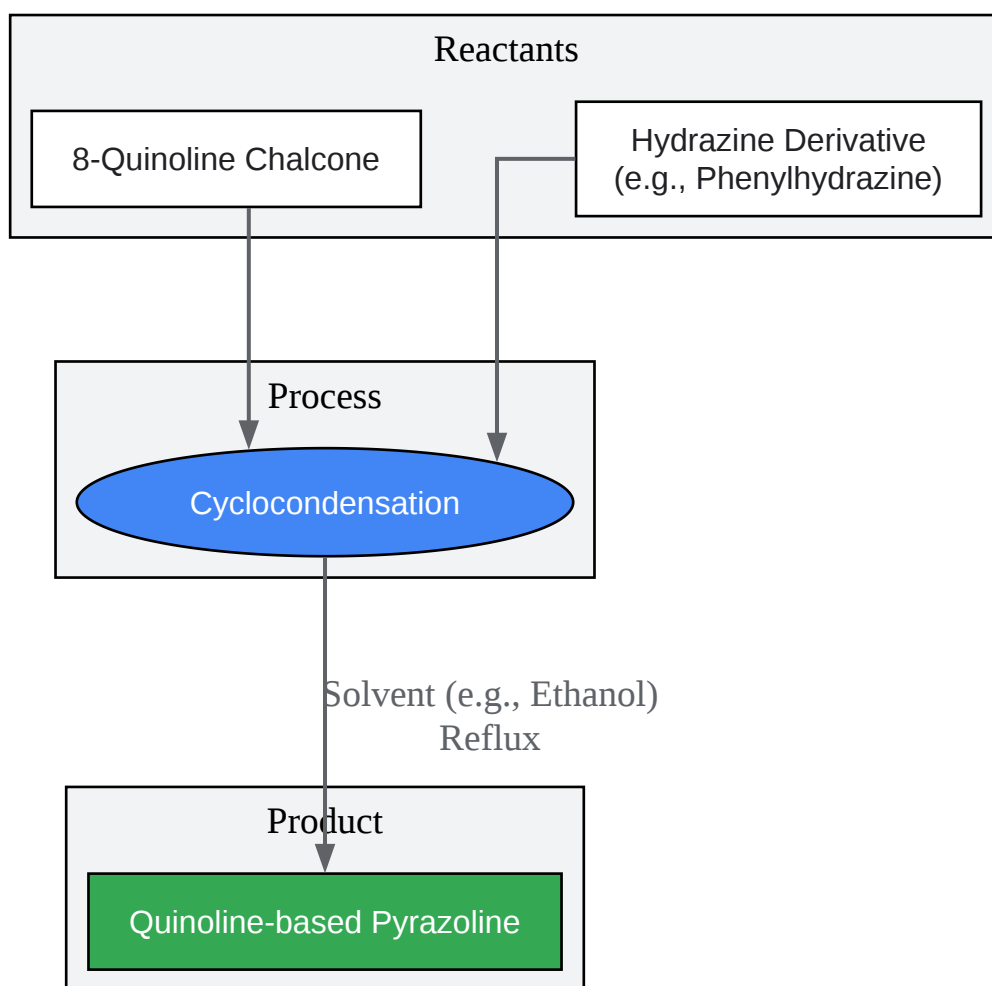 Reactants
8-Quinoline Chalcone
Hydrazine Derivative
(e.g., Phenylhydrazine)
Process
Cyclocondensation
Solvent (e.g., Ethanol)
Reflux
Product
Quinoline-based Pyrazoline